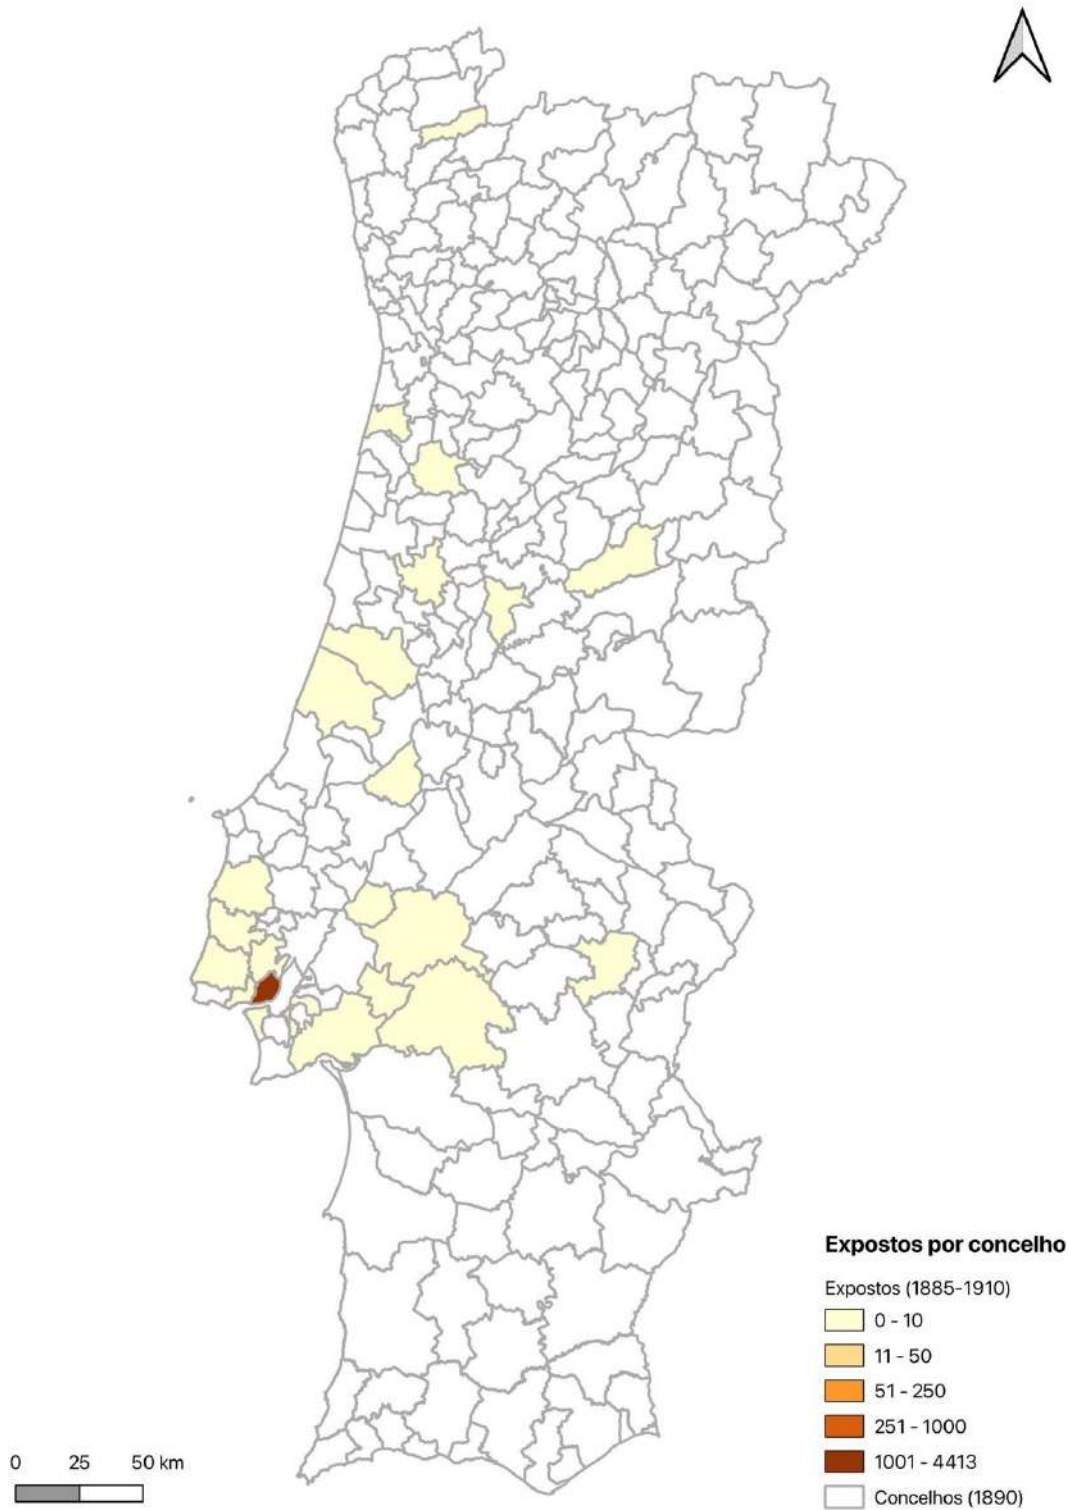 Expostos por concelho
Expostos (1885-1910)
0 - 10
11 - 50
51 - 250
251 - 1000
1001 - 4413
Concelhos (1890)
0 25 50 km